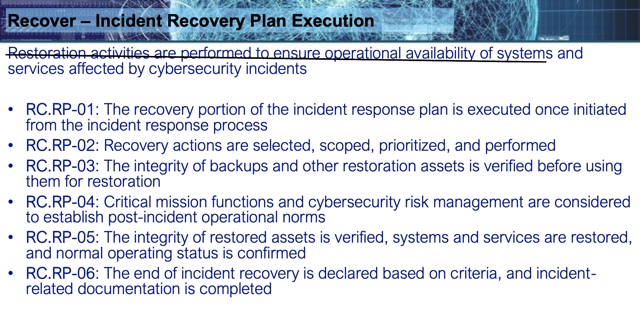 Recover – Incident Recovery Plan Execution
Restoration activities are performed to ensure operational availability of systems and
services affected by cybersecurity incidents
• RC.RP-01: The recovery portion of the incident response plan is executed once initiated
from the incident response process
• RC.RP-02: Recovery actions are selected, scoped, prioritized, and performed
• RC.RP-03: The integrity of backups and other restoration assets is verified before using
them for restoration
• RC.RP-04: Critical mission functions and cybersecurity risk management are considered
to establish post-incident operational norms
• RC.RP-05: The integrity of restored assets is verified, systems and services are restored,
and normal operating status is confirmed
• RC.RP-06: The end of incident recovery is declared based on criteria, and incident-
related documentation is completed